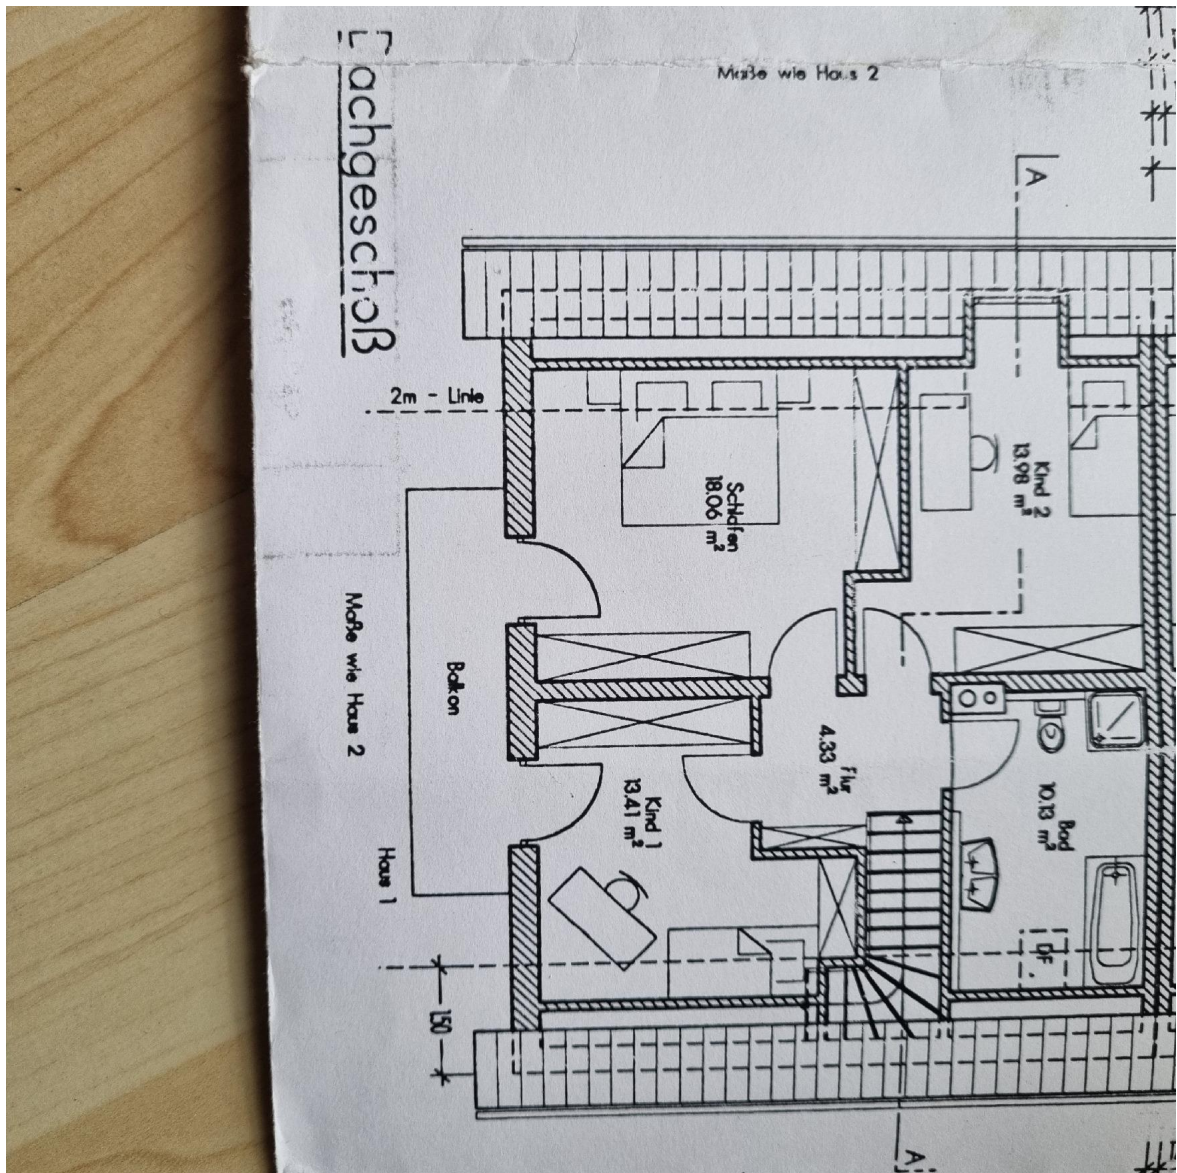 Dachgeschoß
Maße wie Haus 2
A
2m - Linie
Schlafen
18.06 m²
Kind 2
13.98 m²
Balkon
Maße wie Haus 2
Flur
4.33 m²
Kind 1
13.41 m²
Bad
10.13 m²
DF
Haus 1
1.50
A